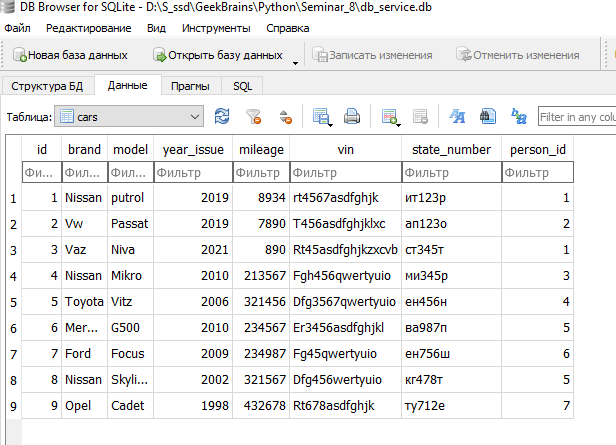 DB Browser for SQLite - D:\S_ssd\GeekBrains\Python\Seminar_8\db_service.db
Файл Редактирование Вид Инструменты Справка
Новая база данных Открыть базу данных Записать изменения Отменить изменения
Структура БД Данные Прагмы SQL
Таблица: cars Filter in any colu
id brand model year_issue mileage vin state_number person_id
Фи... Фи... Фил... Фильтр Фильтр Фильтр Фильтр Фильтр
1 1 Nissan putrol 2019 8934 rt4567asdfghjk ит123р 1
2 2 Vw Passat 2019 7890 T456asdfghjklxc ап123о 2
3 3 Vaz Niva 2021 890 Rt45asdfghjkzxcvb ст345т 1
4 4 Nissan Mikro 2010 213567 Fgh456qwertyuio ми345р 3
5 5 Toyota Vitz 2006 321456 Dfg3567qwertyuio ен456н 4
6 6 Mer... G500 2010 234567 Er3456asdfghjkl ва987п 5
7 7 Ford Focus 2009 234987 Fg45qwertyuio ен756ш 6
8 8 Nissan Skyli... 2002 321567 Dfg456wertyuio кг478т 5
9 9 Opel Cadet 1998 432678 Rt678asdfghjk ту712е 7